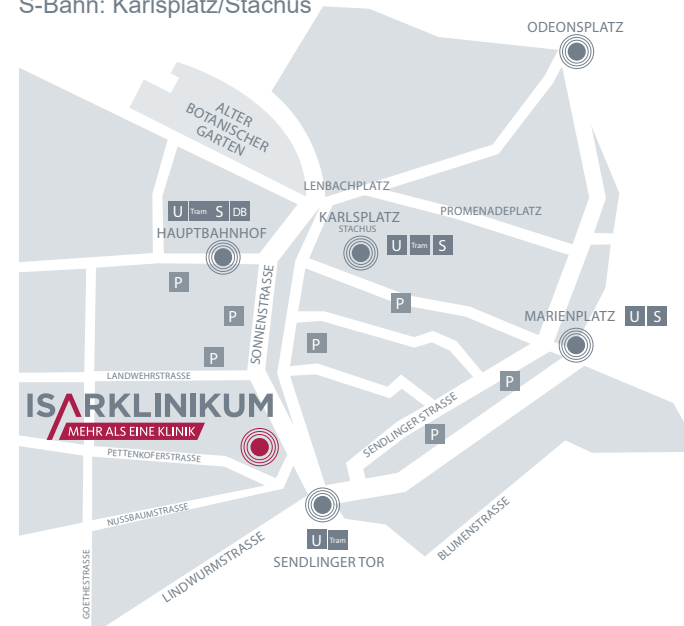 S-Bahn: Karlsplatz/Stachus
ODEONSPLATZ
ALTER
BOTANISCHER
GARTEN
LENBACHPLATZ
U Tram S DB
HAUPTBAHNHOF
KARLSPLATZ
STACHUS
U Tram S
PROMENADEPLATZ
P
P
P
P
P
SONNENSTRASSE
MARIENPLATZ U S
LANDWEHRSTRASSE
P
ISARKLINIKUM
MEHR ALS EINE KLINIK
SENDLINGER STRASSE
P
PETTENKOFERSTRASSE
NUSSBAUMSTRASSE
GOETHESTRASSE
LINDWURMSTRASSE
U Tram
SENDLINGER TOR
BLUMENSTRASSE